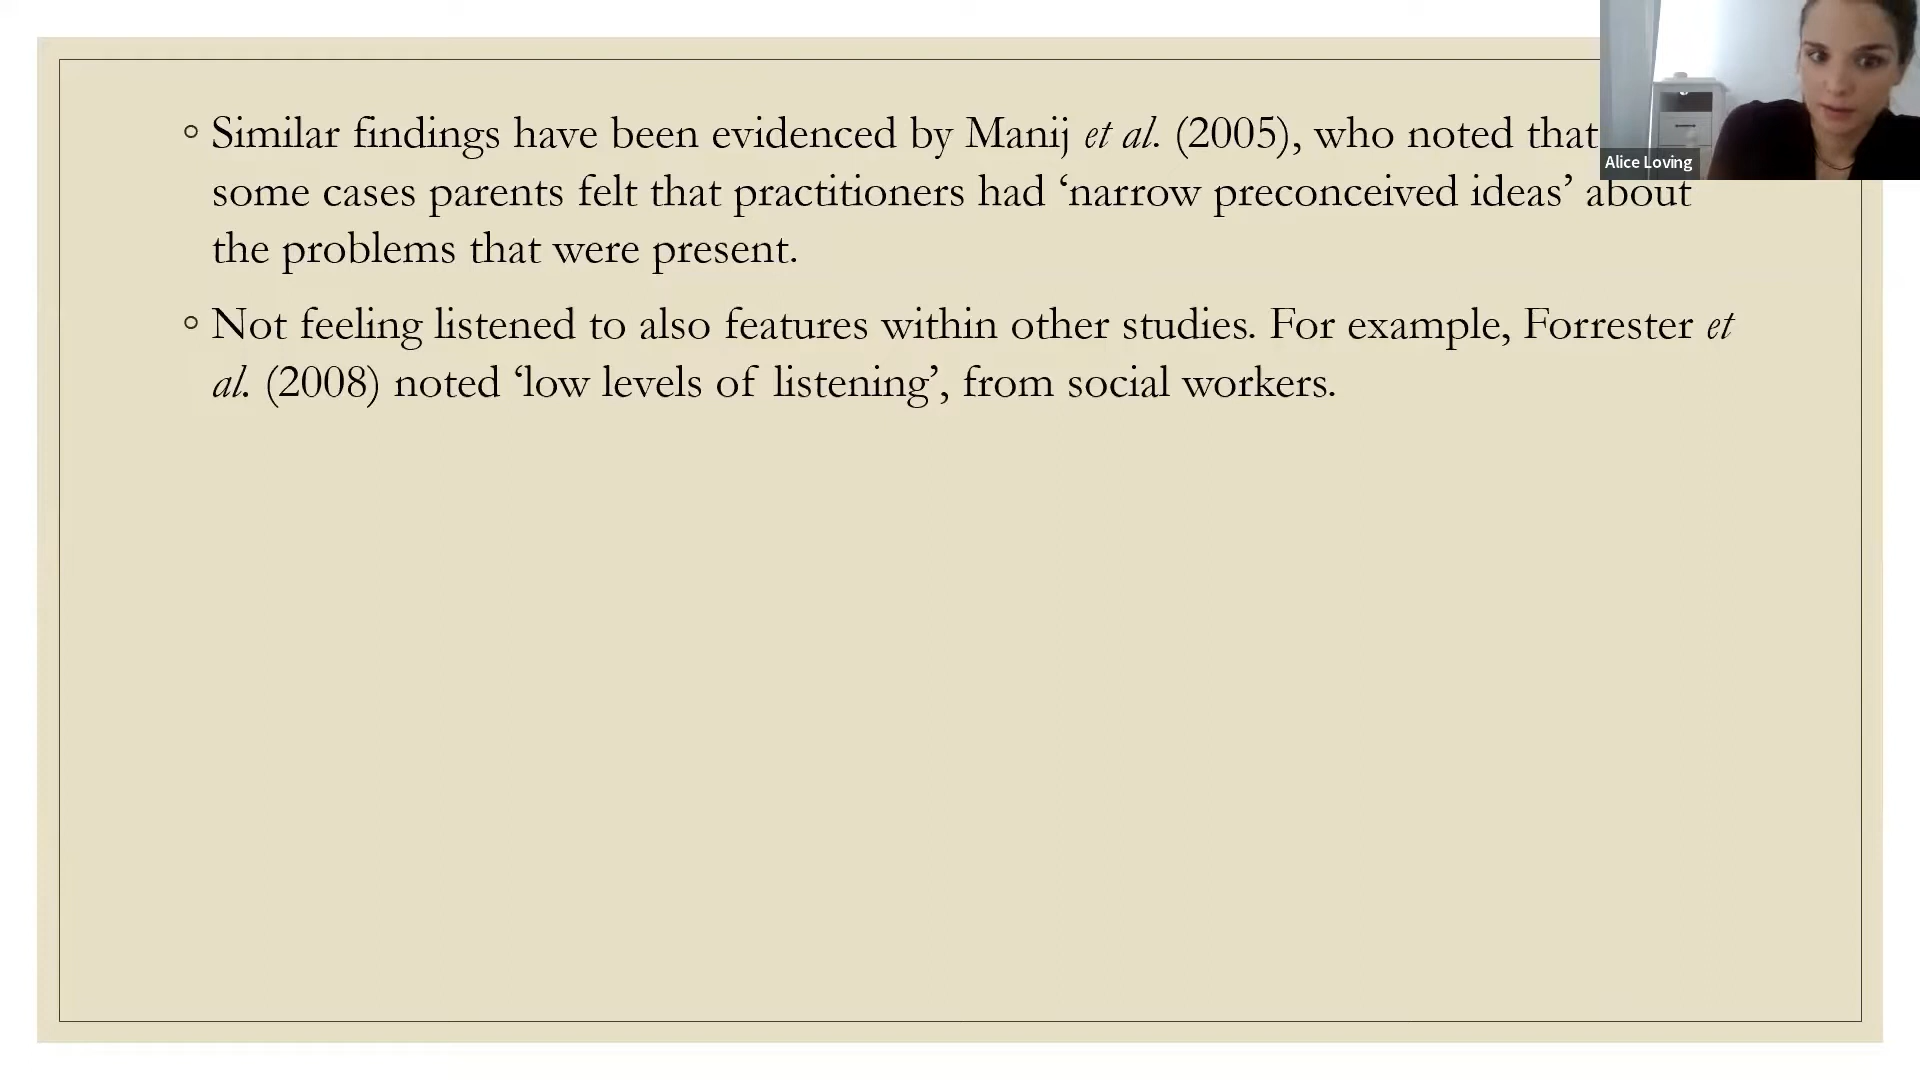 ◦ Similar findings have been evidenced by Manij et al. (2005), who noted that
some cases parents felt that practitioners had ‘narrow preconceived ideas’ about
the problems that were present.
◦ Not feeling listened to also features within other studies. For example, Forrester et
al. (2008) noted ‘low levels of listening’, from social workers.
Alice Loving